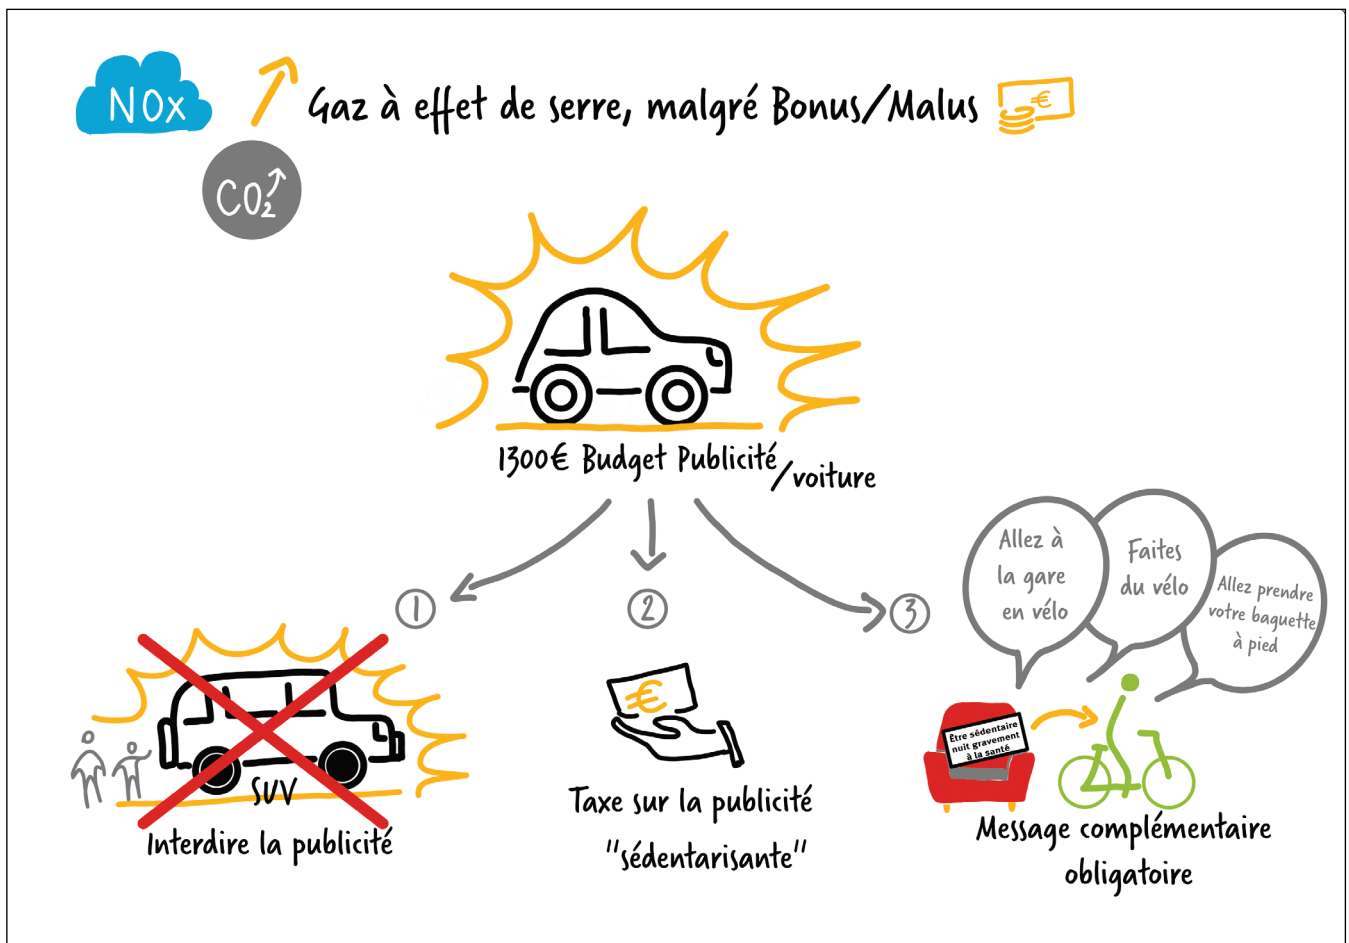 NOx
Gaz à effet de serre, malgré Bonus/Malus
€
CO2
1300€ Budget Publicité
/voiture
1
2
3
Allez à
la gare
en vélo
Faites
du vélo
Allez prendre
votre baguette
à pied
€
Être sédentaire
nuit gravement
à la santé
SUV
Interdire la publicité
Taxe sur la publicité
"sédentarisante"
Message complémentaire
obligatoire